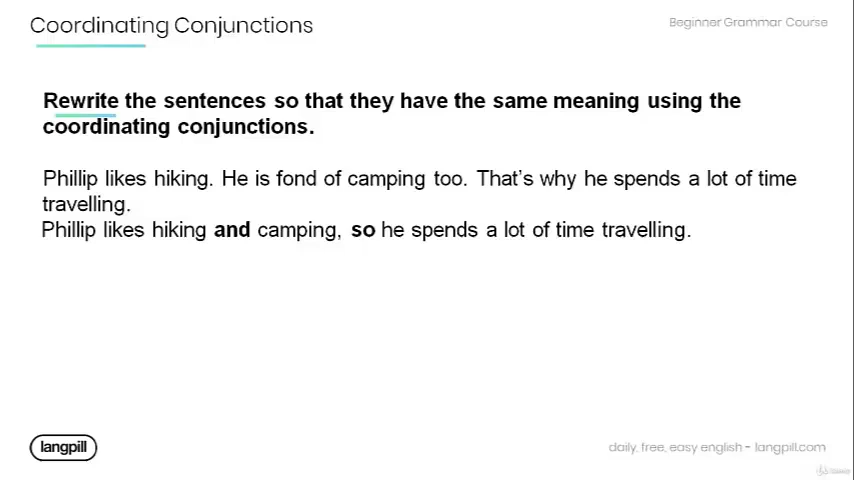 Coordinating Conjunctions
Beginner Grammar Course
Rewrite the sentences so that they have the same meaning using the
coordinating conjunctions.
Phillip likes hiking. He is fond of camping too. That's why he spends a lot of time
travelling.
Phillip likes hiking and camping, so he spends a lot of time travelling.
langpill
daily, free, easy english - langpill.com